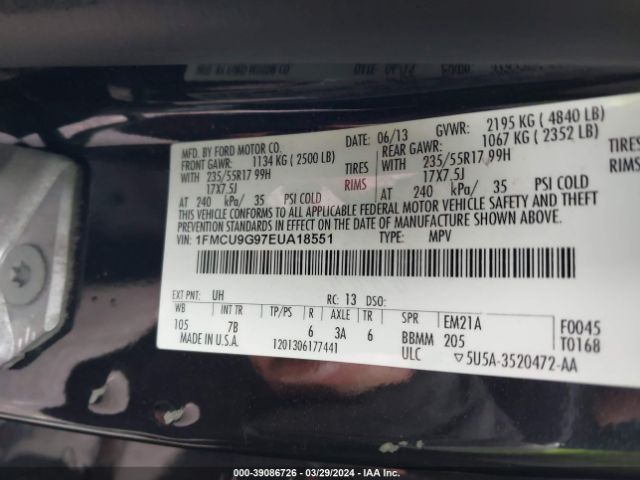 MFD. BY FORD MOTOR CO.
06/13
GVWR: 2195 KG ( 4840 LB)
FRONT GAWR: 1134 KG ( 2500 LB)
REAR GAWR: 1067 KG ( 2352 LB)
WITH 235/55R17 99H TIRES
WITH 235/55R17 99H TIRES
17X7.5J RIMS
17X7.5J RIMS
AT 240 kPa/ 35 PSI COLD
AT 240 kPa/ 35 PSI COLD
THIS VEHICLE CONFORMS TO ALL APPLICABLE FEDERAL MOTOR VEHICLE SAFETY AND THEFT
PREVENTION STANDARDS IN EFFECT ON THE DATE OF MANUFACTURE SHOWN ABOVE.
VIN: 1FMCU9G97EUA18551
TYPE: MPV
EXT PNT: UH RC: 13 DSO:
WB INT TR TP/PS R AXLE TR SPR EM21A F0045
105 7B 6 3A 6 BBMM 205 T0168
MADE IN U.S.A. 1201306177441 ULC ▽5U5A-3520472-AA
000-39086726 - 03/29/2024 - IAA Inc.